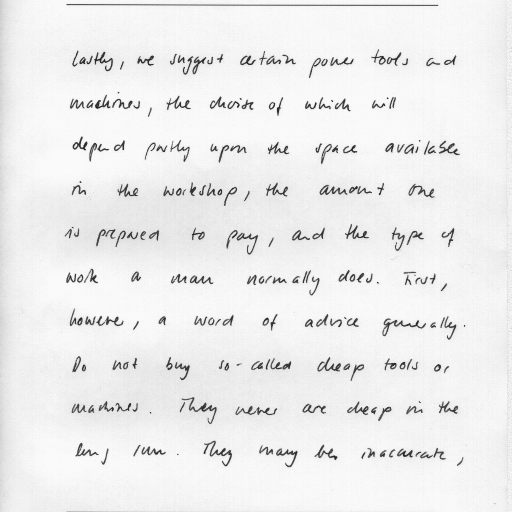 Lastly, we suggest certain power tools and
machines, the choise of which will
depend partly upon the space available
in the workshop, the amount one
is prepared to pay, and the type of
work a man normally does. First,
however, a word of advice generally.
Do not buy so-called cheap tools or
machines. They never are cheap in the
long run. They may be inaccurate,